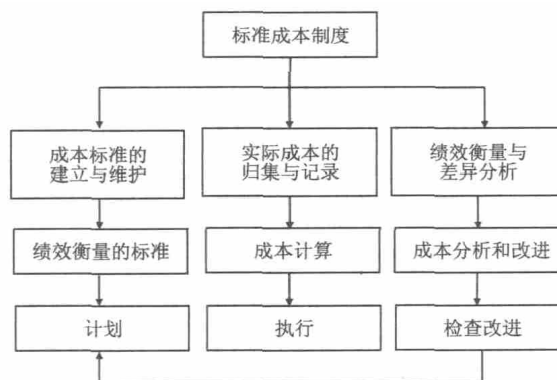 标准成本制度
成本标准的
建立与维护
实际成本的
归集与记录
绩效衡量与
差异分析
绩效衡量的标准
成本计算
成本分析和改进
计划
执行
检查改进